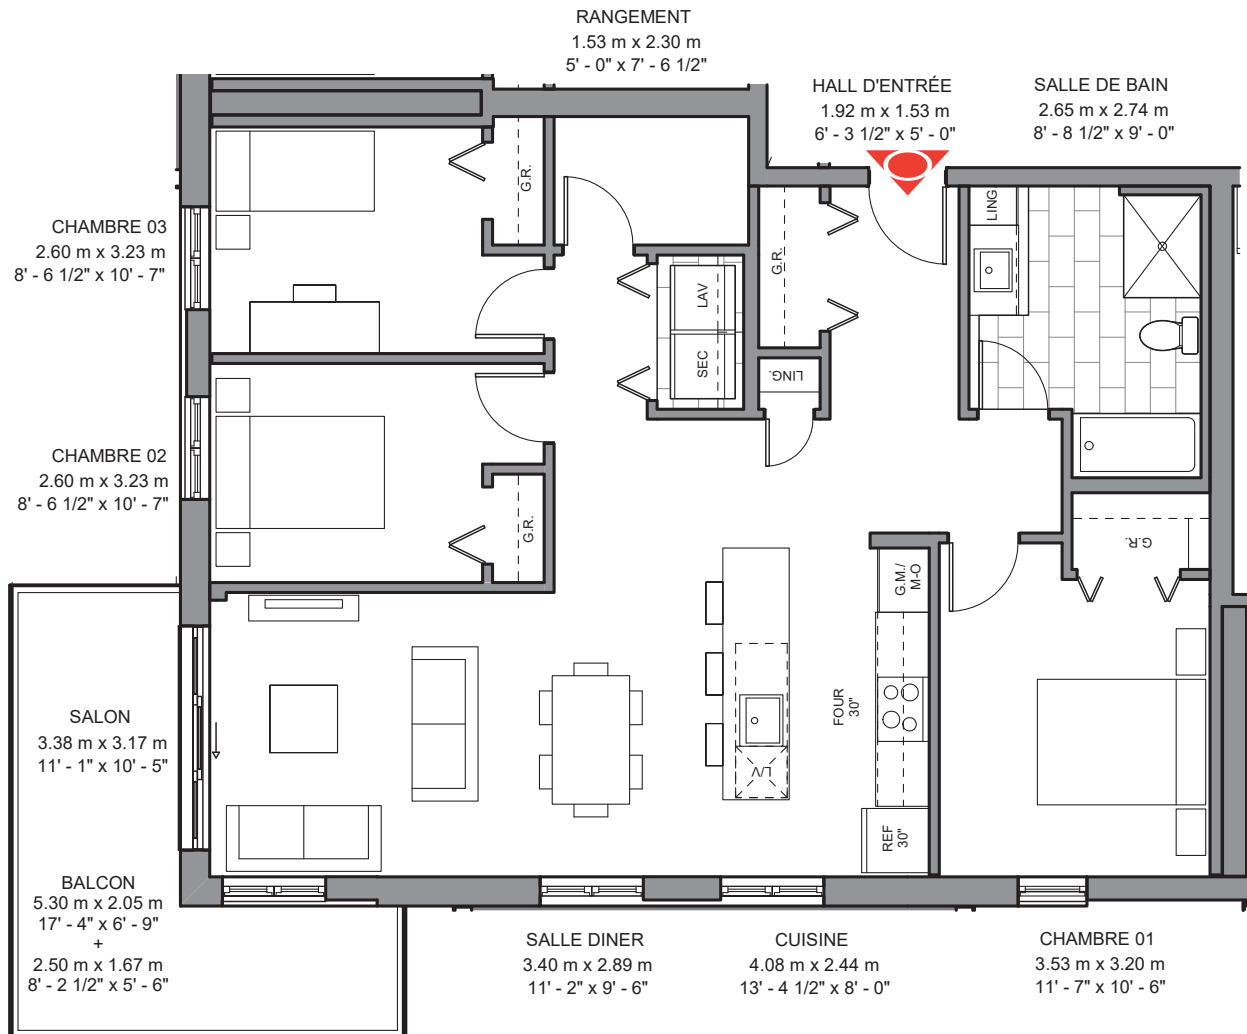 RANGEMENT
1.53 m x 2.30 m
5' - 0" x 7' - 6 1/2"
HALL D'ENTRÉE
1.92 m x 1.53 m
6' - 3 1/2" x 5' - 0"
SALLE DE BAIN
2.65 m x 2.74 m
8' - 8 1/2" x 9' - 0"
G.R.
LING
CHAMBRE 03
2.60 m x 3.23 m
8' - 6 1/2" x 10' - 7"
G.R.
LAV
SEC
LING.
CHAMBRE 02
2.60 m x 3.23 m
8' - 6 1/2" x 10' - 7"
G.R.
G.R.
G.M./
M-O
SALON
3.38 m x 3.17 m
11' - 1" x 10' - 5"
FOUR
30"
L/V
REF
30"
BALCON
5.30 m x 2.05 m
17' - 4" x 6' - 9"
+
2.50 m x 1.67 m
8' - 2 1/2" x 5' - 6"
SALLE DINER
3.40 m x 2.89 m
11' - 2" x 9' - 6"
CUISINE
4.08 m x 2.44 m
13' - 4 1/2" x 8' - 0"
CHAMBRE 01
3.53 m x 3.20 m
11' - 7" x 10' - 6"